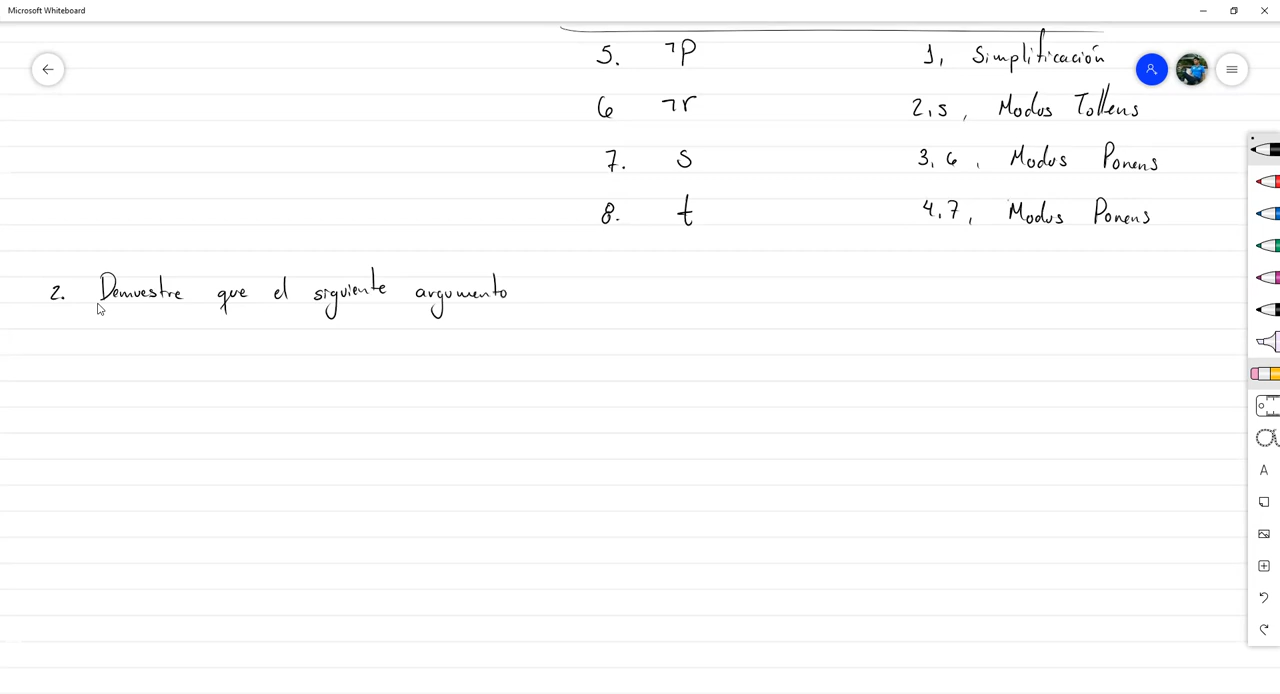 Microsoft Whiteboard
5. ¬P 1, Simplificación
6 ¬r 2,5, Modus Tollens
7. s 3,6, Modus Ponens
8. t 4,7, Modus Ponens
2. Demuestre que el siguiente argumento
A